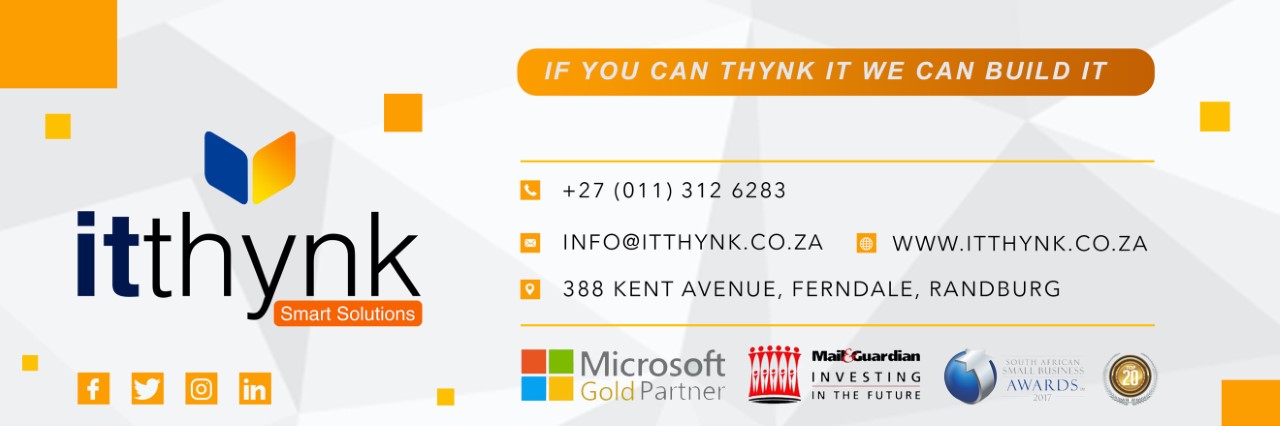 IF YOU CAN THYNK IT WE CAN BUILD IT
itthynk
Smart Solutions
+27 (011) 312 6283
INFO@ITTHYNK.CO.ZA
WWW.ITTHYNK.CO.ZA
388 KENT AVENUE, FERNDALE, RANDBURG
Microsoft
Gold Partner
Mail&Guardian
INVESTING
IN THE FUTURE
SOUTH AFRICAN
SMALL BUSINESS
AWARDS
2017
20